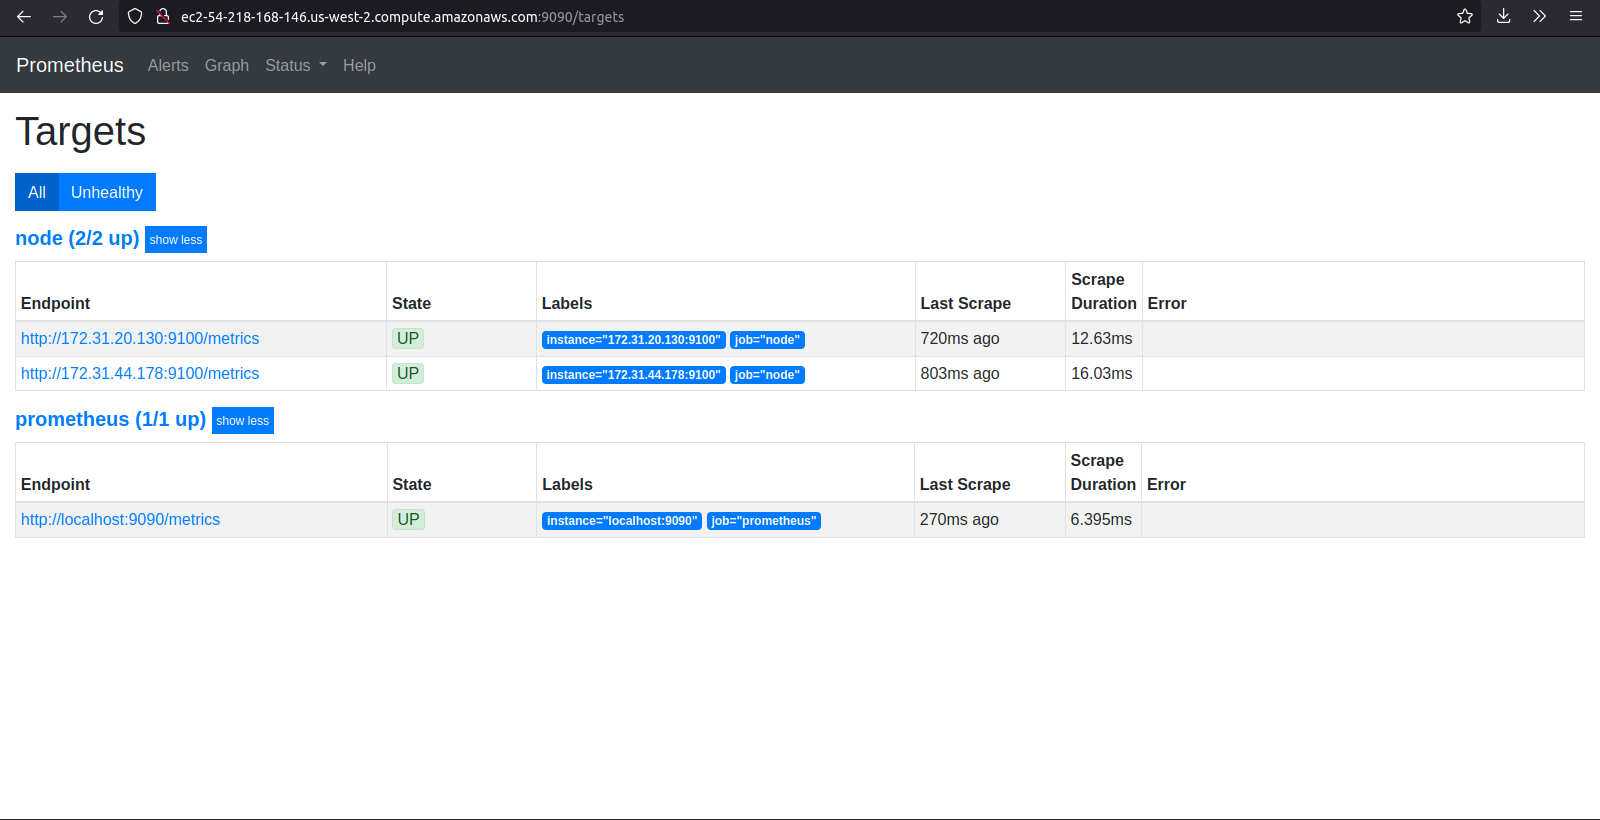 ec2-54-218-168-146.us-west-2.compute.amazonaws.com:9090/targets
Prometheus Alerts Graph Status Help
Targets
All Unhealthy
node (2/2 up) show less
Endpoint State Labels Last Scrape Scrape Duration Error
http://172.31.20.130:9100/metrics UP instance="172.31.20.130:9100" job="node" 720ms ago 12.63ms
http://172.31.44.178:9100/metrics UP instance="172.31.44.178:9100" job="node" 803ms ago 16.03ms
prometheus (1/1 up) show less
Endpoint State Labels Last Scrape Scrape Duration Error
http://localhost:9090/metrics UP instance="localhost:9090" job="prometheus" 270ms ago 6.395ms